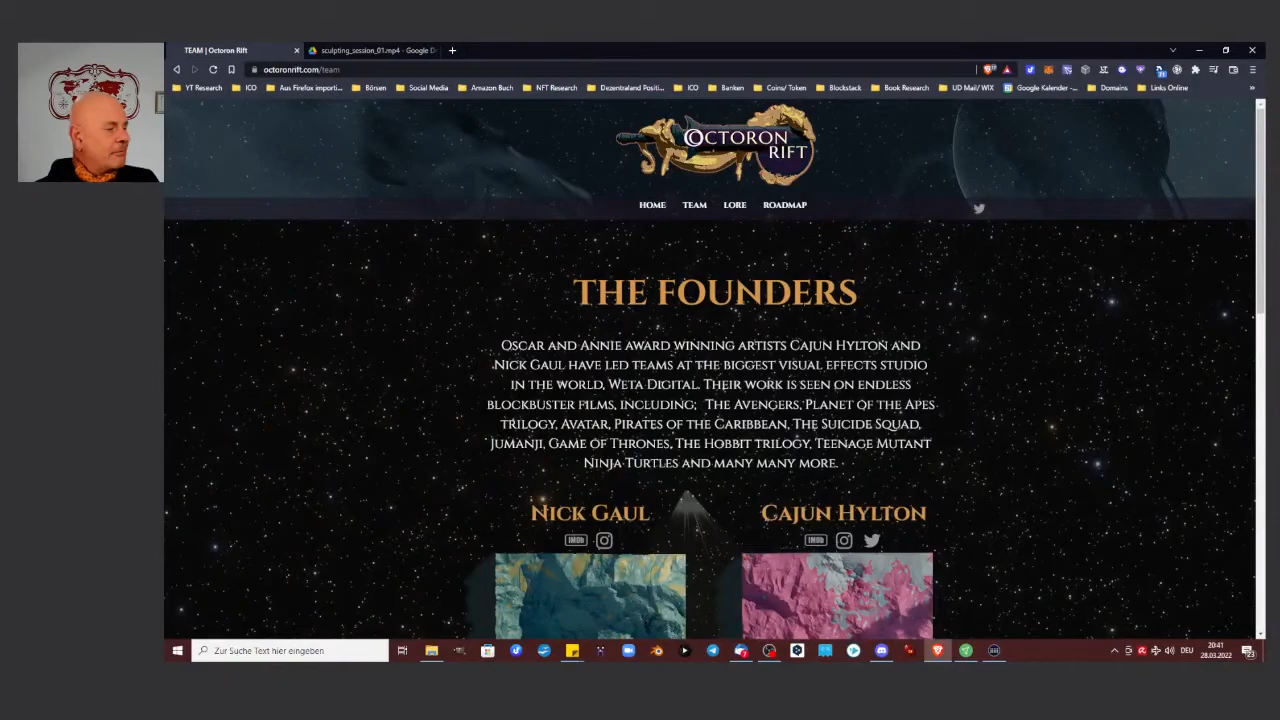 TEAM | Octoron Rift
sculpting_session_01.mp4 - Google D
octoronrift.com/team
YT Research
ICO
Aus Firefox importi...
Börsen
Social Media
Amazon Buch
NFT Research
Dezentraland Positi...
ICO
Banken
Coins/ Token
Blockstack
Book Research
UD Mail/ WIX
Google Kalender -...
Domains
Links Online
»
OCTORON
RIFT
HOME TEAM LORE ROADMAP
THE FOUNDERS
Oscar and Annie award winning artists Cajun Hylton and
Nick Gaul have led teams at the biggest visual effects studio
in the world, Weta Digital. Their work is seen on endless
blockbuster films, including; The Avengers, Planet of the Apes
trilogy, Avatar, Pirates of the Caribbean, The Suicide Squad,
Jumanji, Game of Thrones, The Hobbit trilogy, Teenage Mutant
Ninja Turtles and many many more.
Nick Gaul
Cajun Hylton
IMDb
IMDb
Zur Suche Text hier eingeben
DEU
20:41
28.03.2022
23